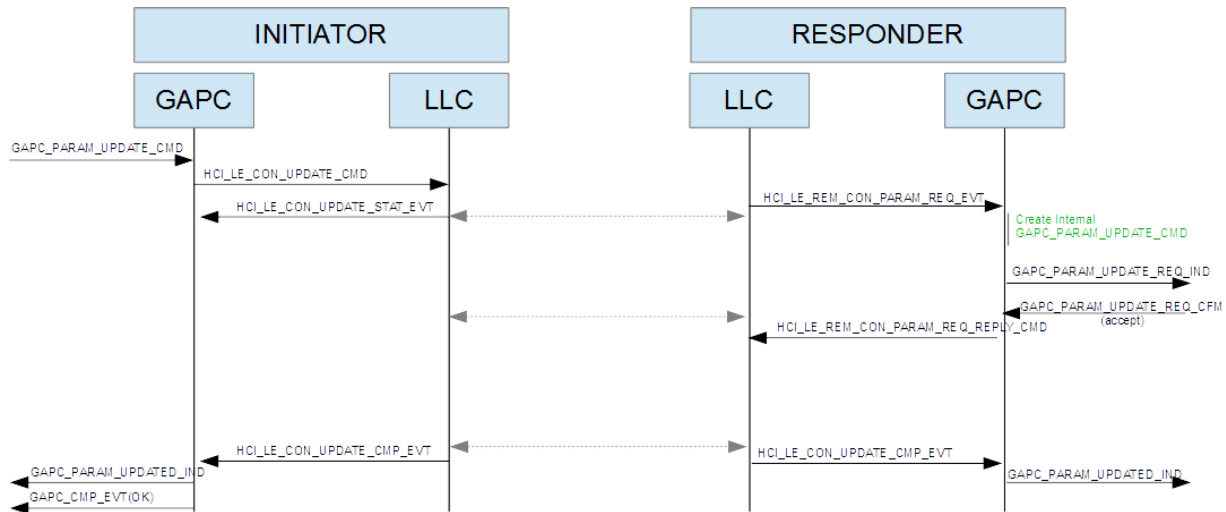 INITIATOR
RESPONDER
GAPC
LLC
LLC
GAPC
GAPC_PARAM_UPDATE_CMD
HCI_LE_CON_UPDATE_CMD
HCI_LE_CON_UPDATE_STAT_EVT
HCI_LE_REM_CON_PARAM_REQ_EVT
Create Internal
GAPC_PARAM_UPDATE_CMD
GAPC_PARAM_UPDATE_REQ_IND
GAPC_PARAM_UPDATE_REQ_CFM
(accept)
HCI_LE_REM_CON_PARAM_REQ_REPLY_CMD
HCI_LE_CON_UPDATE_CMP_EVT
HCI_LE_CON_UPDATE_CMP_EVT
GAPC_PARAM_UPDATED_IND
GAPC_PARAM_UPDATED_IND
GAPC_CMP_EVT(OK)